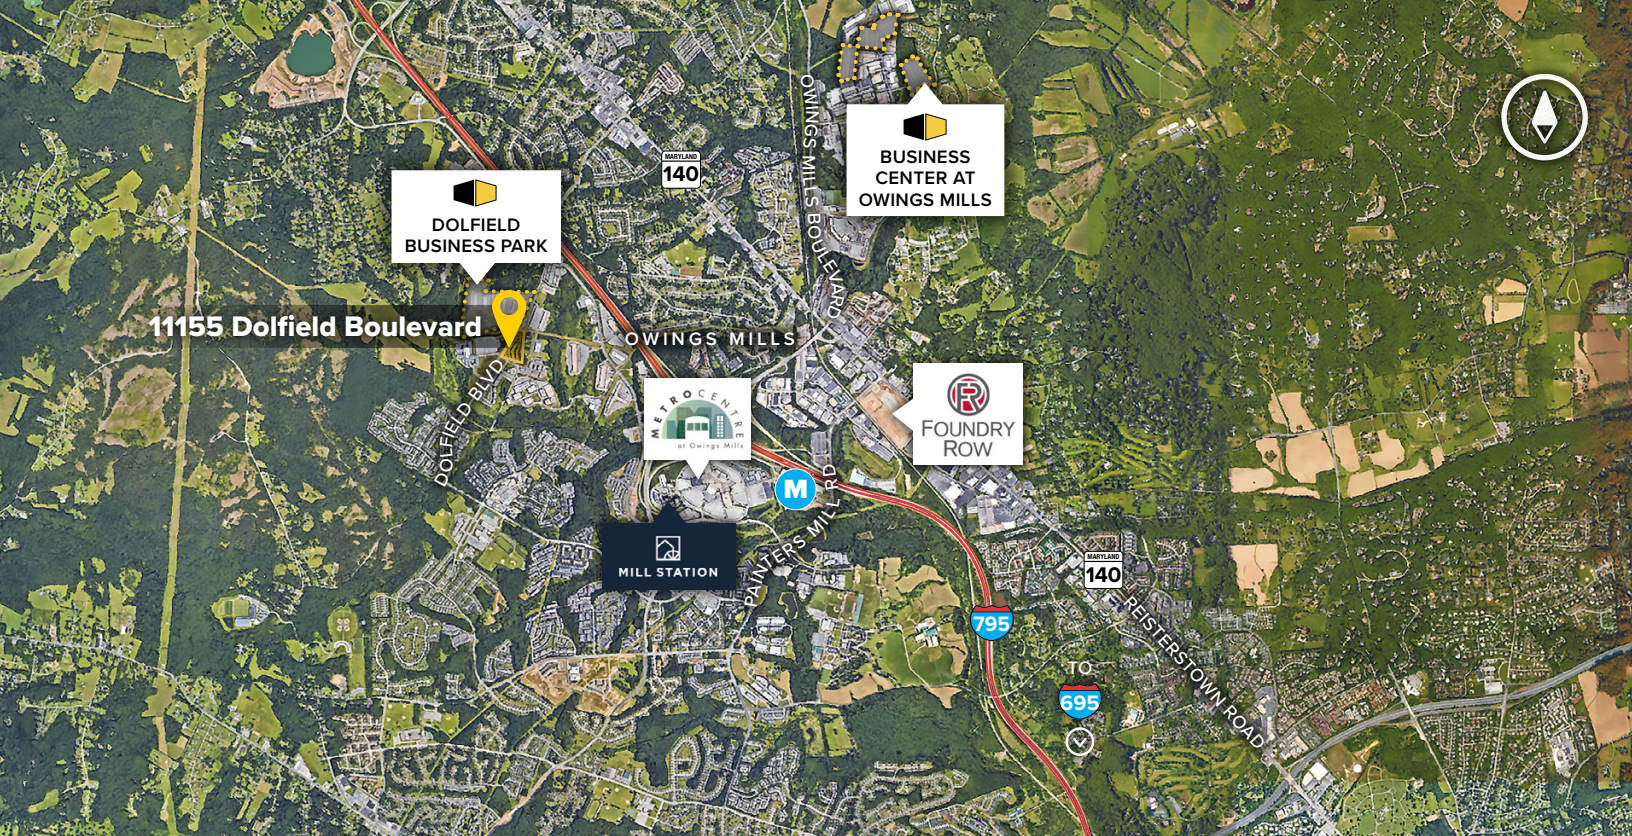 OWINGS MILLS BOULEVARD
BUSINESS
CENTER AT
OWINGS MILLS
MARYLAND
140
DOLFIELD
BUSINESS PARK
11155 Dolfield Boulevard
OWINGS MILLS
DOLFIELD BLVD
METROCENTRE
at Owings Mills
FR
FOUNDRY
ROW
M
PAINTERS MILL RD
MILL STATION
MARYLAND
140
REISTERSTOWN ROAD
795
TO
695